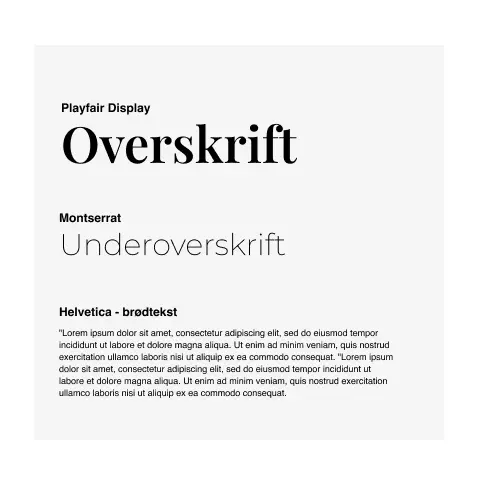 Playfair Display
Overskrift
Montserrat
Underoverskrift
Helvetica - brødtekst
"Lorem ipsum dolor sit amet, consectetur adipiscing elit, sed do eiusmod tempor
incididunt ut labore et dolore magna aliqua. Ut enim ad minim veniam, quis nostrud
exercitation ullamco laboris nisi ut aliquip ex ea commodo consequat. "Lorem ipsum
dolor sit amet, consectetur adipiscing elit, sed do eiusmod tempor incididunt ut
labore et dolore magna aliqua. Ut enim ad minim veniam, quis nostrud exercitation
ullamco laboris nisi ut aliquip ex ea commodo consequat.